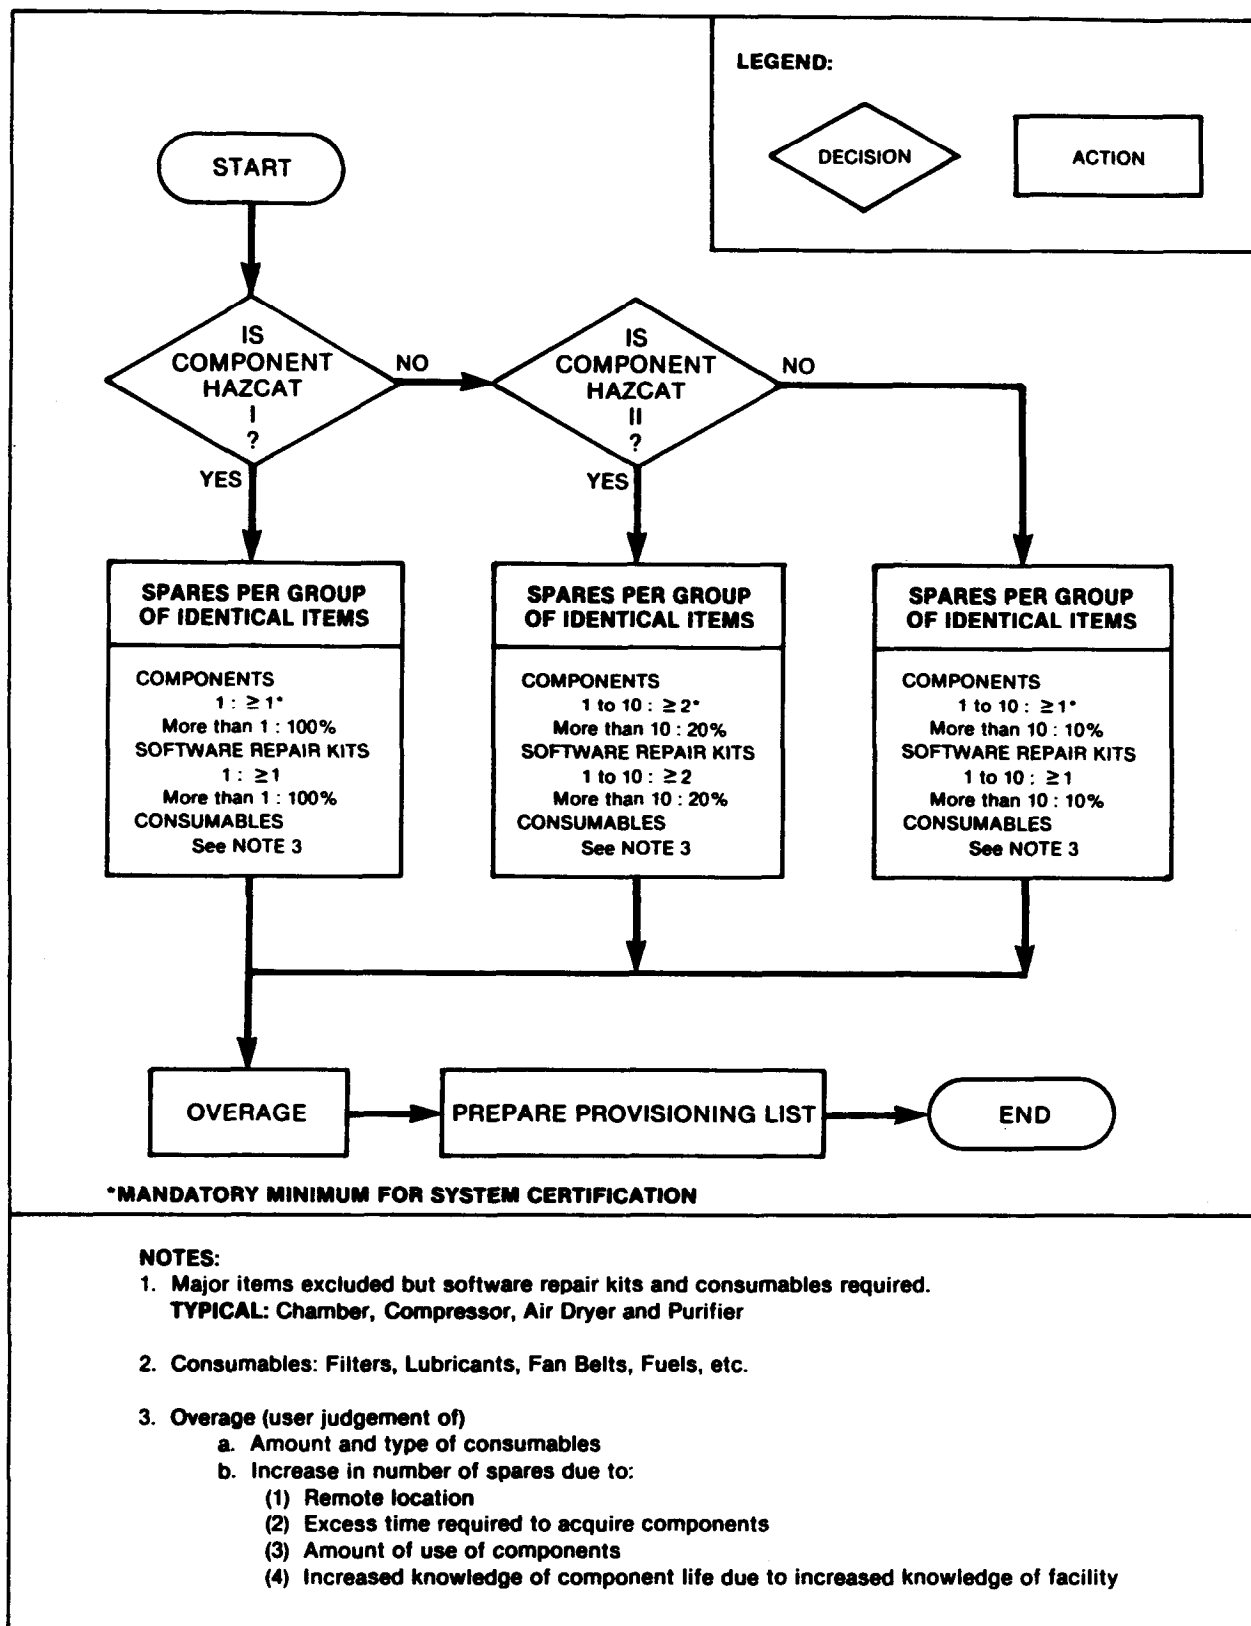 LEGEND:
DECISION
ACTION
START
IS
COMPONENT
HAZCAT
I
?
NO
YES
IS
COMPONENT
HAZCAT
II
?
NO
YES
SPARES PER GROUP
OF IDENTICAL ITEMS
COMPONENTS
1 : ≥ 1*
More than 1 : 100%
SOFTWARE REPAIR KITS
1 : ≥1
More than 1 : 100%
CONSUMABLES
See NOTE 3
SPARES PER GROUP
OF IDENTICAL ITEMS
COMPONENTS
1 to 10 : ≥ 2*
More than 10 : 20%
SOFTWARE REPAIR KITS
1 to 10 : ≥ 2
More than 10 : 20%
CONSUMABLES
See NOTE 3
SPARES PER GROUP
OF IDENTICAL ITEMS
COMPONENTS
1 to 10 : ≥1*
More than 10 : 10%
SOFTWARE REPAIR KITS
1 to 10 : ≥ 1
More than 10 : 10%
CONSUMABLES
See NOTE 3
OVERAGE
PREPARE PROVISIONING LIST
END
*MANDATORY MINIMUM FOR SYSTEM CERTIFICATION
NOTES:
1. Major items excluded but software repair kits and consumables required.
TYPICAL: Chamber, Compressor, Air Dryer and Purifier
2. Consumables: Filters, Lubricants, Fan Belts, Fuels, etc.
3. Overage (user judgement of)
a. Amount and type of consumables
b. Increase in number of spares due to:
(1) Remote location
(2) Excess time required to acquire components
(3) Amount of use of components
(4) Increased knowledge of component life due to increased knowledge of facility